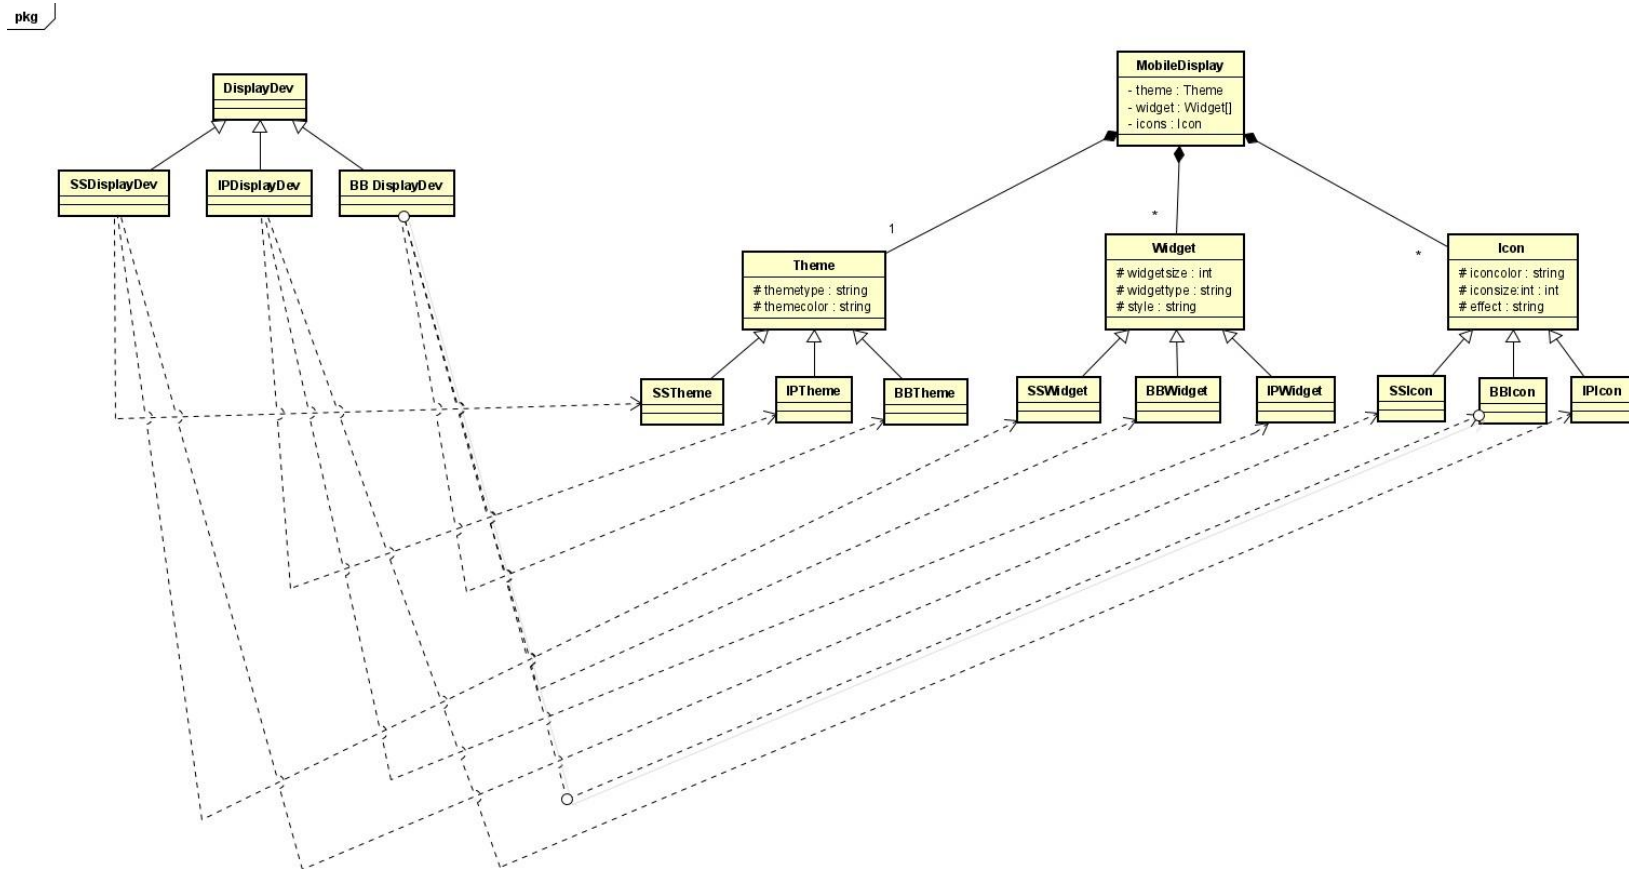 pkg
MobileDisplay
- theme : Theme
- widget : Widget[]
- icons : Icon
DisplayDev
SSDisplayDev
IPDisplayDev
BB DisplayDev
1
*
*
Theme
# themetype : string
# themecolor : string
Widget
# widgetsize : int
# widgettype : string
# style : string
Icon
# iconcolor : string
# iconsize:int : int
# effect : string
SSTheme
IPTheme
BBTheme
SSWidget
BBWidget
IPWidget
SSIcon
BBIcon
IPIcon